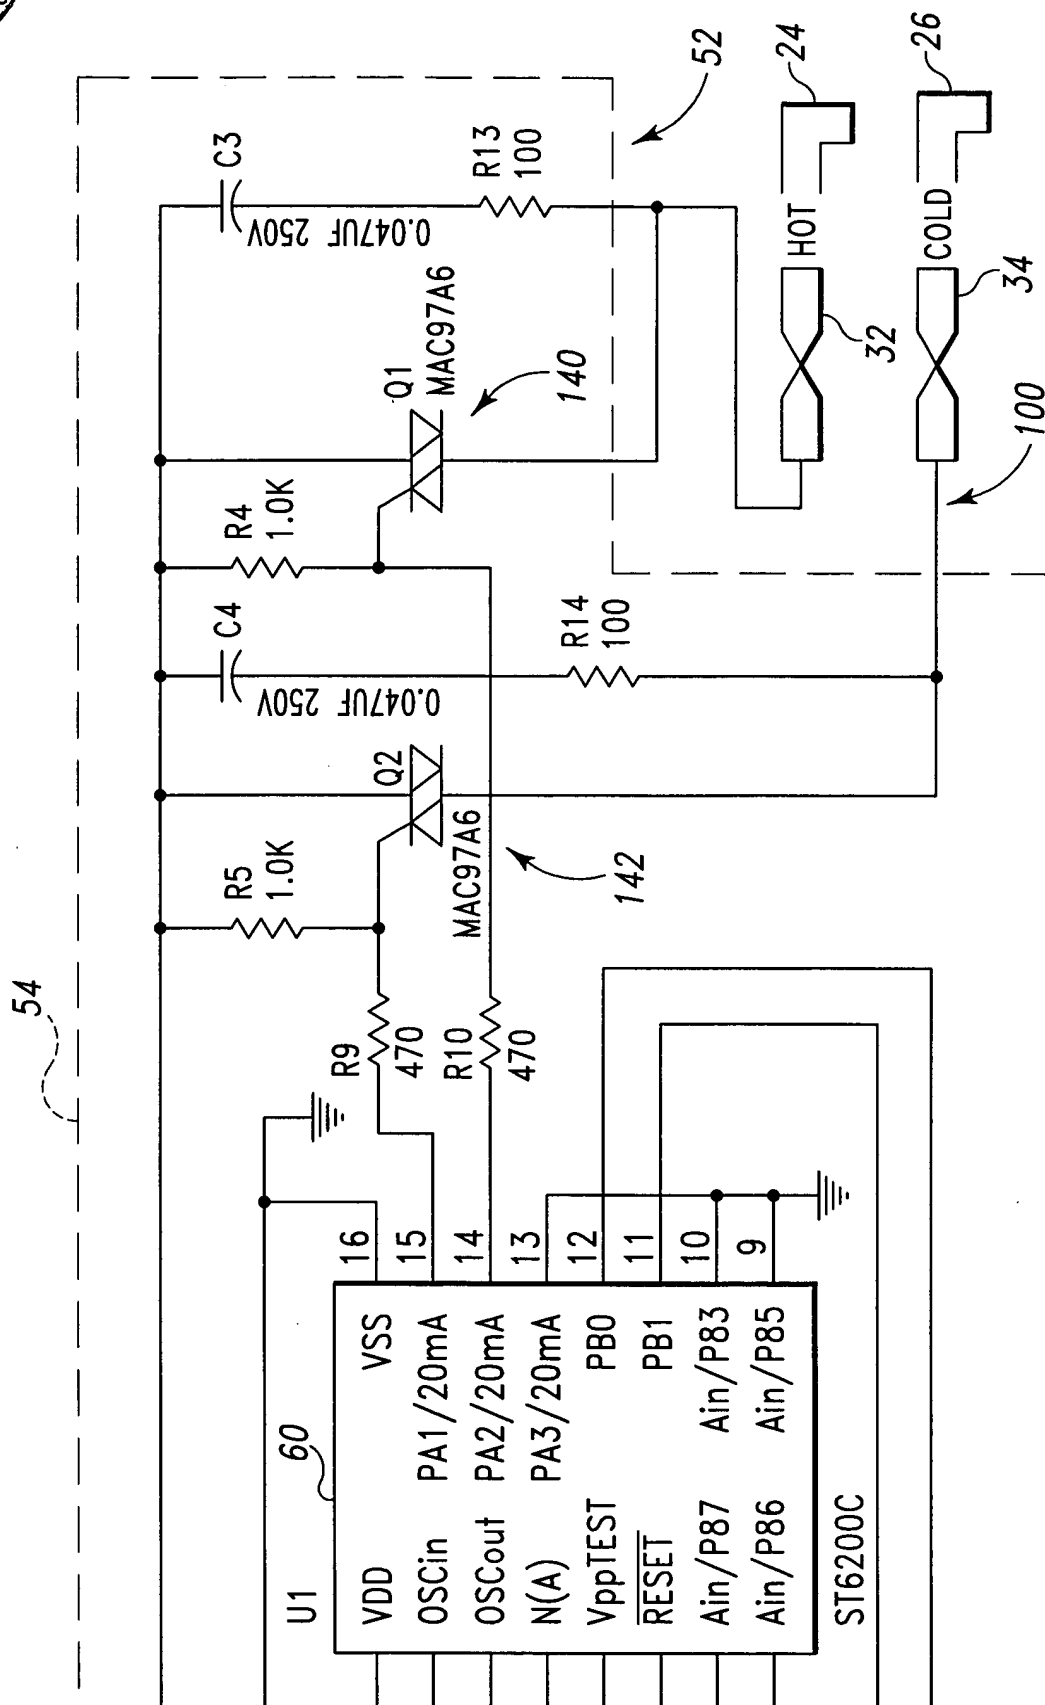 54
52
24
26
C3
0.047UF 250V
R13
100
HOT
COLD
32
34
100
Q1
MAC97A6
140
R4
1.0K
C4
0.047UF 250V
R14
100
Q2
MAC97A6
142
R5
1.0K
R9
470
R10
470
U1
60
VDD
VSS
16
OSCin
PA1/20mA
15
OSCout
PA2/20mA
14
N(A)
PA3/20mA
13
VppTEST
PB0
12
RESET
PB1
11
Ain/P87
Ain/P83
10
Ain/P86
Ain/P85
9
ST6200C